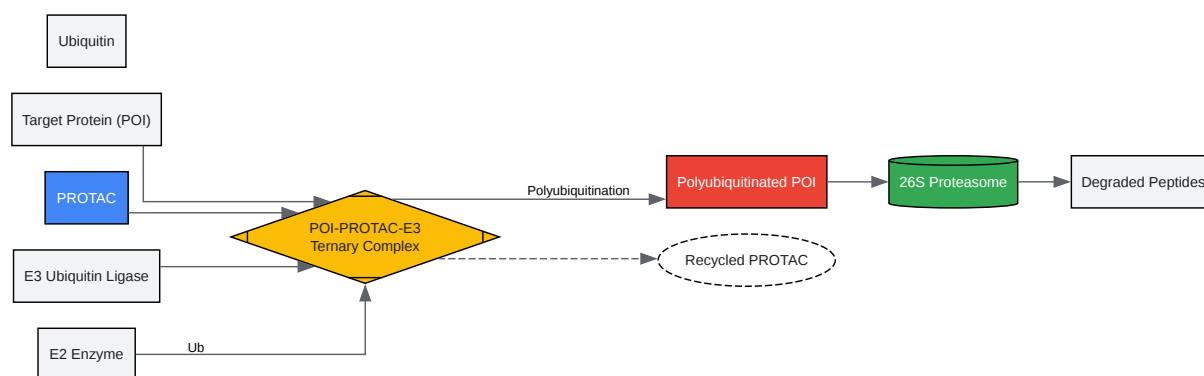 Ubiquitin
Target Protein (POI)
PROTAC
E3 Ubiquitin Ligase
E2 Enzyme
Ub
POI-PROTAC-E3
Ternary Complex
Polyubiquitination
Polyubiquitinated POI
Recycled PROTAC
26S Proteasome
Degraded Peptides